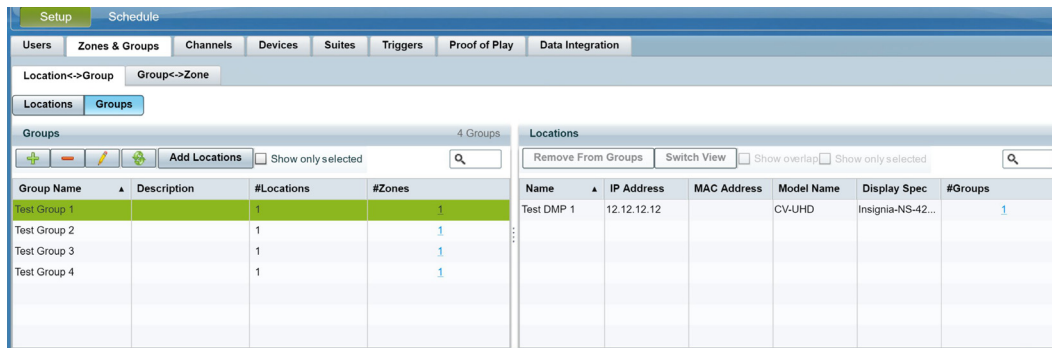 Setup Schedule
Users Zones & Groups Channels Devices Suites Triggers Proof of Play Data Integration
Location<->Group Group<->Zone
Locations Groups
Groups 4 Groups Locations
Add Locations Show only selected Remove From Groups Switch View Show overlap Show only selected
Group Name Description #Locations #Zones Name IP Address MAC Address Model Name Display Spec #Groups
Test Group 1 1 1 Test DMP 1 12.12.12.12 CV-UHD Insignia-NS-42... 1
Test Group 2 1 1
Test Group 3 1 1
Test Group 4 1 1